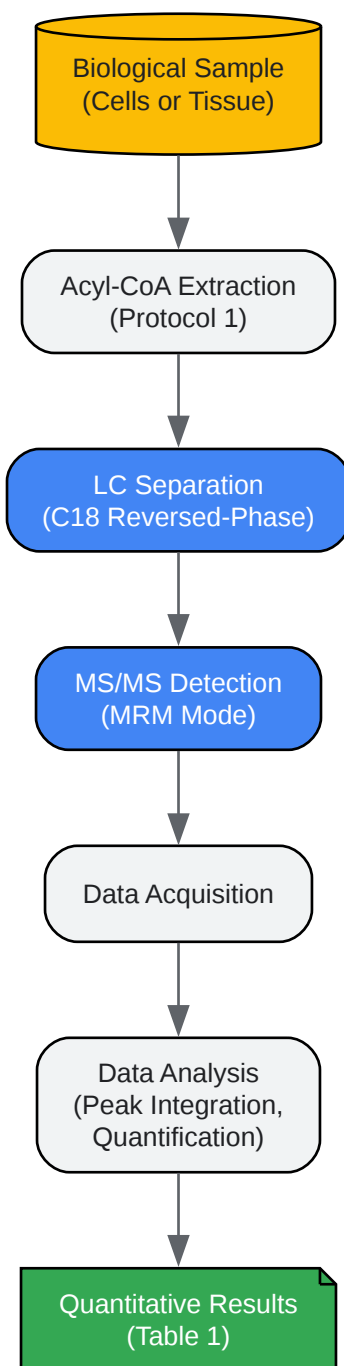 Biological Sample
(Cells or Tissue)
Acyl-CoA Extraction
(Protocol 1)
LC Separation
(C18 Reversed-Phase)
MS/MS Detection
(MRM Mode)
Data Acquisition
Data Analysis
(Peak Integration,
Quantification)
Quantitative Results
(Table 1)